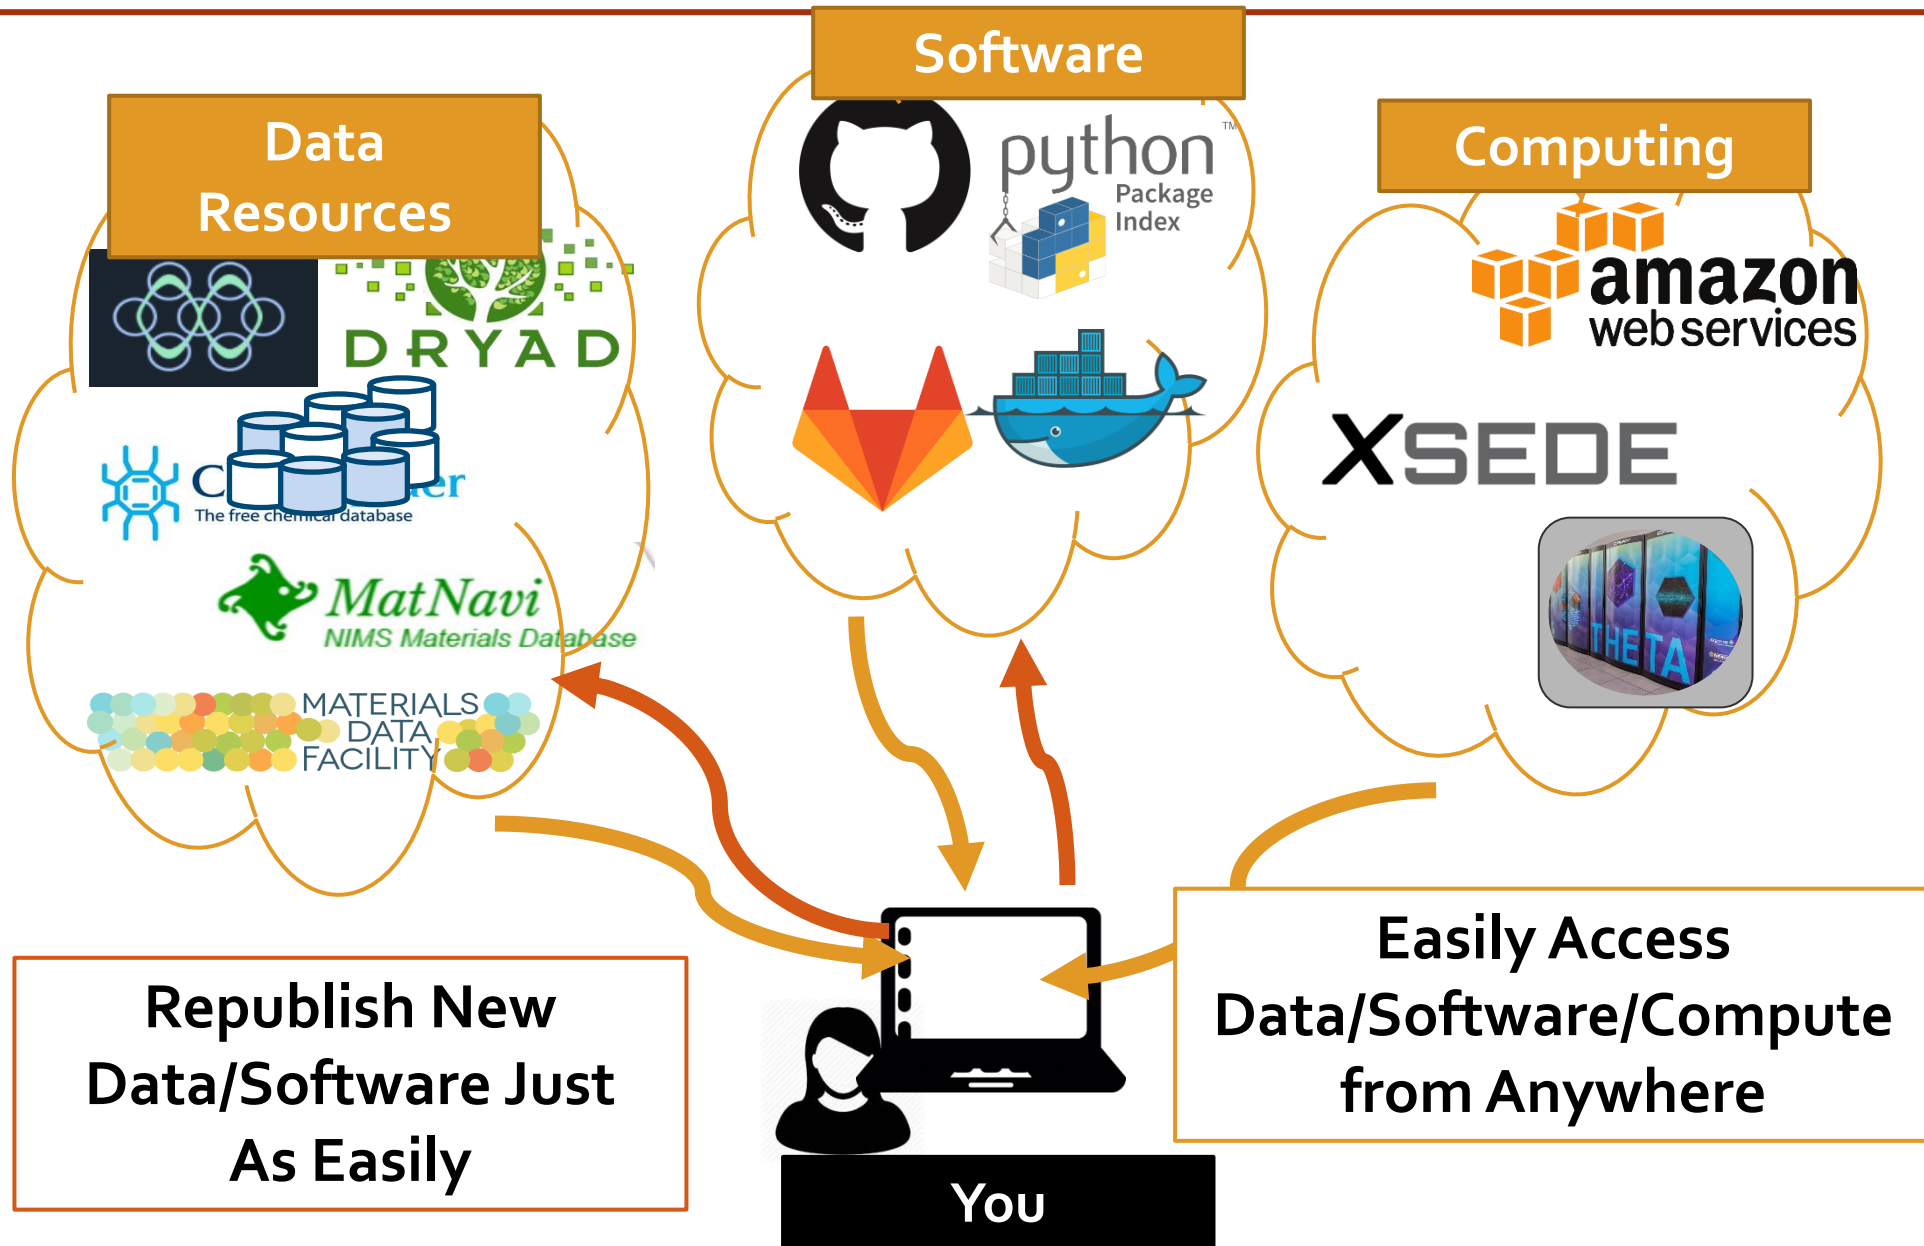 Software
Data
Resources
Computing
python
TM
Package
Index
amazon
web services
DRYAD
XSEDE
The free chemical database
MatNavi
NIMS Materials Database
THETA
MATERIALS
DATA
FACILITY
Republish New
Data/Software Just
As Easily
Easily Access
Data/Software/Compute
from Anywhere
You